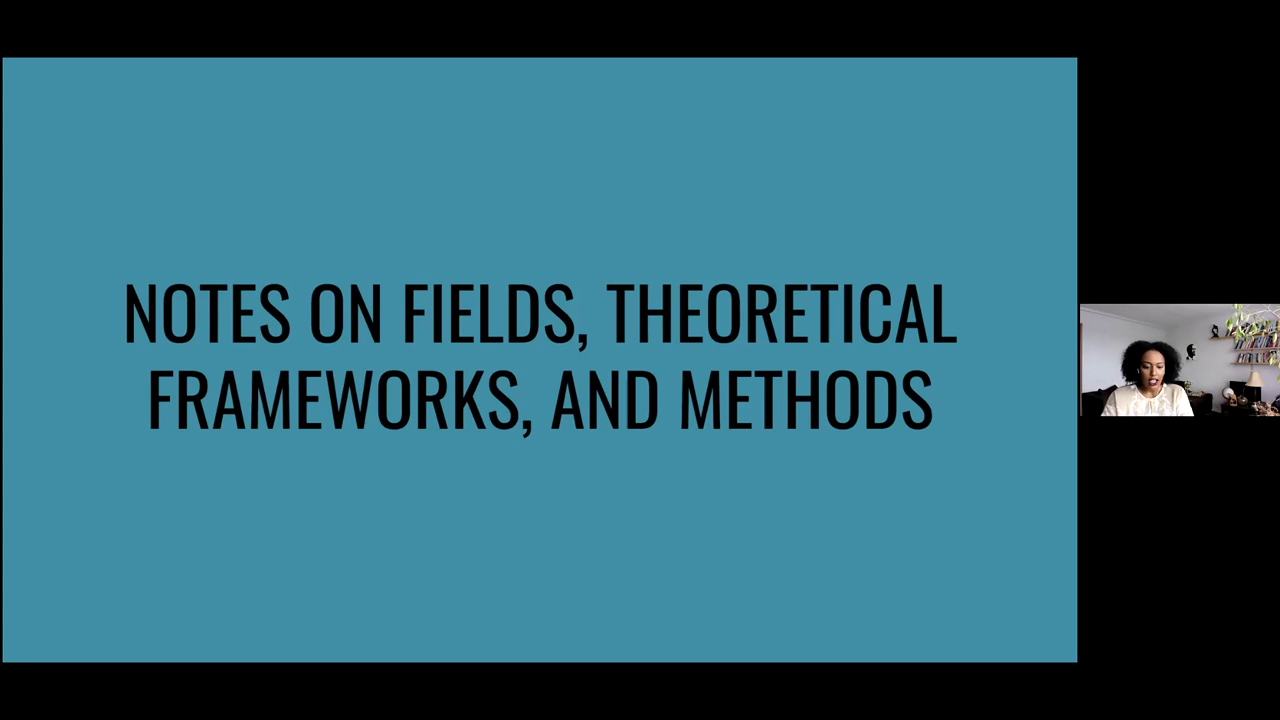 NOTES ON FIELDS, THEORETICAL
FRAMEWORKS, AND METHODS